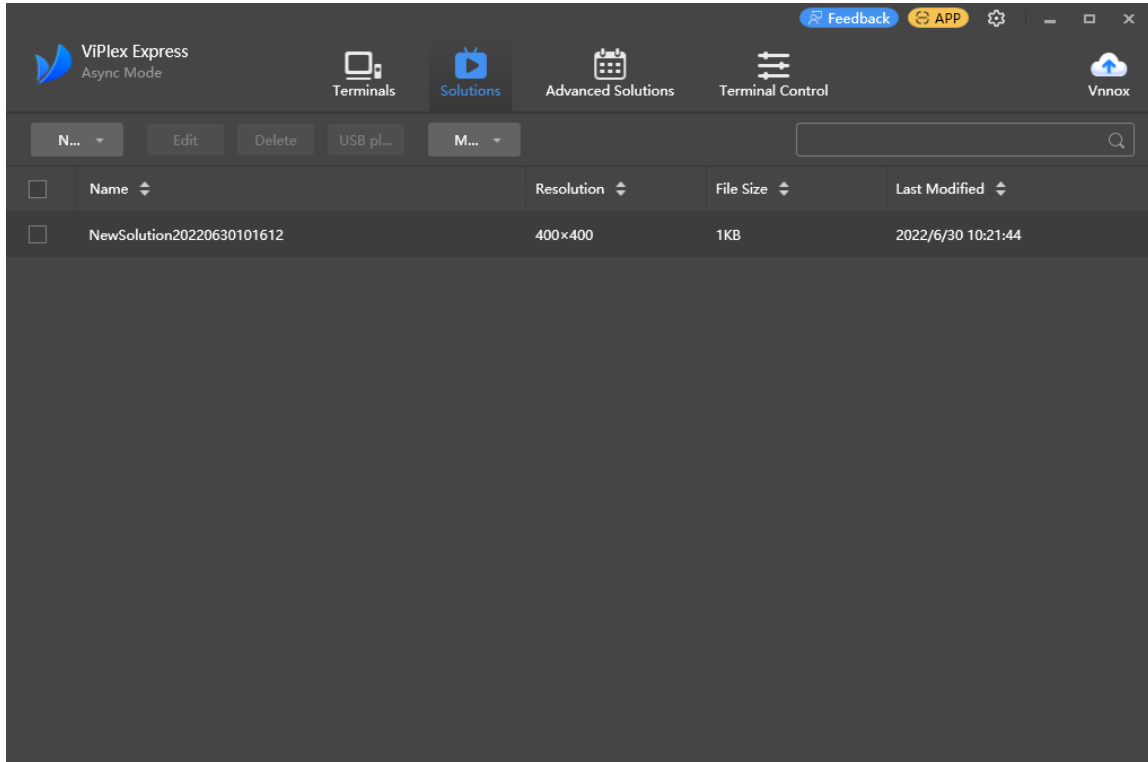 Feedback APP
ViPlex Express
Async Mode
Terminals Solutions Advanced Solutions Terminal Control Vnnox
N... Edit Delete USB pl... M...
Name Resolution File Size Last Modified
NewSolution20220630101612 400×400 1KB 2022/6/30 10:21:44